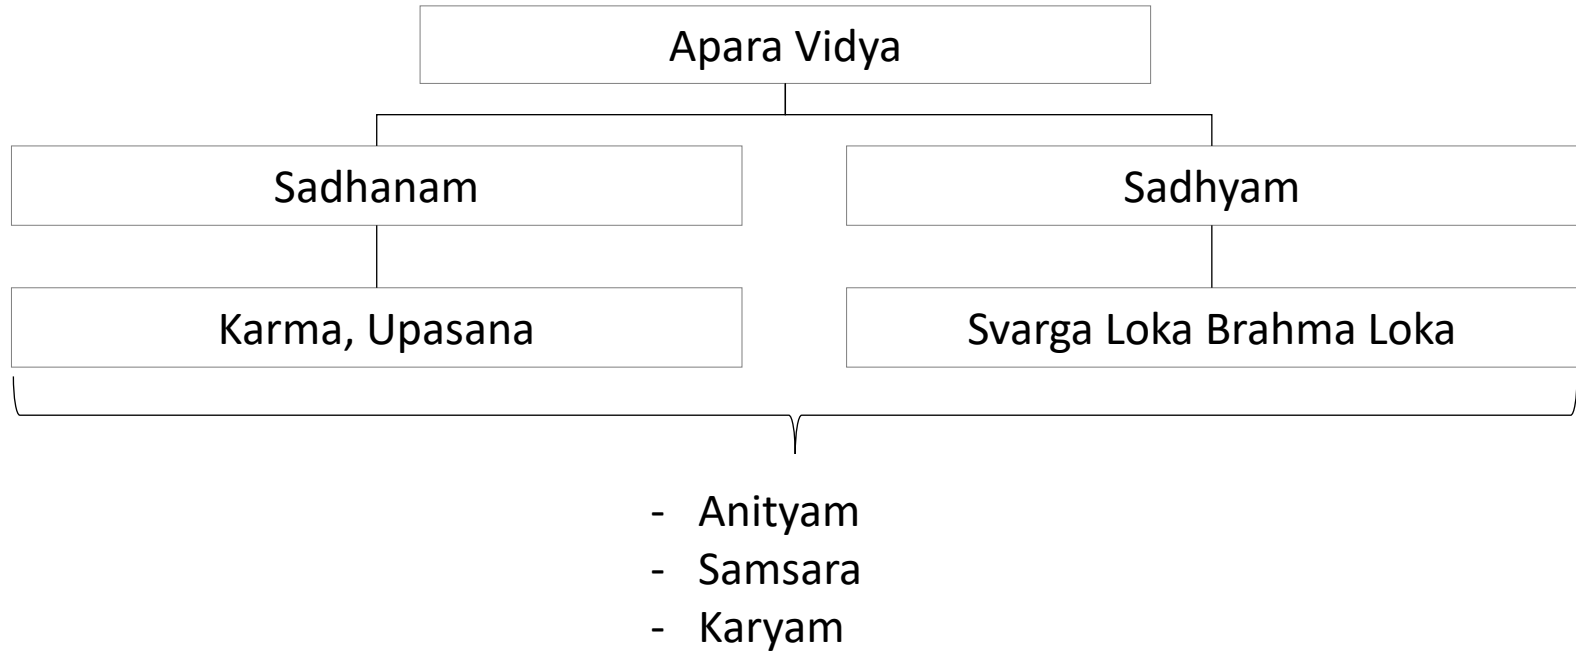 Apara Vidya
Sadhanam
Sadhyam
Karma, Upasana
Svarga Loka Brahma Loka
- Anityam
- Samsara
- Karyam